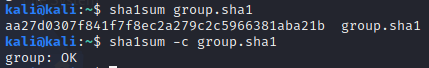 kali@kali:~$ sha1sum group.sha1
aa27d0307f841f7f8ec2a279c2c5966381aba21b  group.sha1
kali@kali:~$ sha1sum -c group.sha1
group: OK